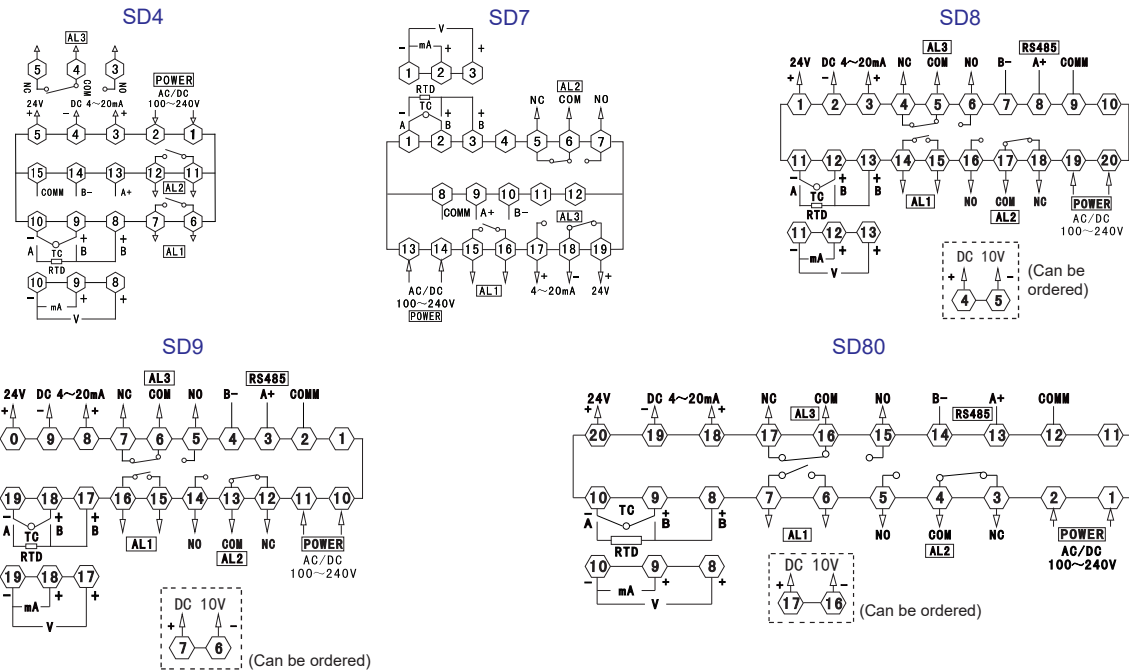 SD4
AL3
5 4 3
NC COM NO
POWER
AC/DC
100～240V
24V DC 4～20mA
+ - +
5 4 3 2 1
15 14 13 12 11
COMM B- A+ AL2
10 9 8 7 6
- + +
A TC B B
RTD
AL1
10 9 8
- mA + +
V
SD7
V
- mA + +
1 2 3
RTD
TC
A B B
- + +
AL2
NC COM NO
1 2 3 4 5 6 7
8 9 10 11 12
COMM A+ B-
AL3
13 14 15 16 17 18 19
+ - +
AC/DC
100～240V
POWER
AL1
4～20mA 24V
SD8
AL3 RS485
24V DC 4～20mA NC COM NO B- A+ COMM
+ - +
1 2 3 4 5 6 7 8 9 10
11 12 13 14 15 16 17 18 19 20
- + +
A TC B B
RTD
AL1 NO COM NC
AL2
POWER
AC/DC
100～240V
11 12 13
- mA + +
V
DC 10V
+ -
4 5
(Can be
ordered)
SD9
AL3 RS485
24V DC 4～20mA NC COM NO B- A+ COMM
+ - +
0 9 8 7 6 5 4 3 2 1
19 18 17 16 15 14 13 12 11 10
- + +
A TC B B
RTD
AL1 NO COM NC
AL2
POWER
AC/DC
100～240V
19 18 17
- mA + +
V
DC 10V
+ -
7 6
(Can be ordered)
SD80
24V DC 4～20mA NC COM NO B- A+ COMM
AL3 RS485
+ - +
20 19 18 17 16 15 14 13 12 11
10 9 8 7 6 5 4 3 2 1
- + +
A TC B B
RTD
AL1 NO COM NC
AL2
POWER
AC/DC
100～240V
10 9 8
- mA + +
V
DC 10V
+ -
17 16
(Can be ordered)